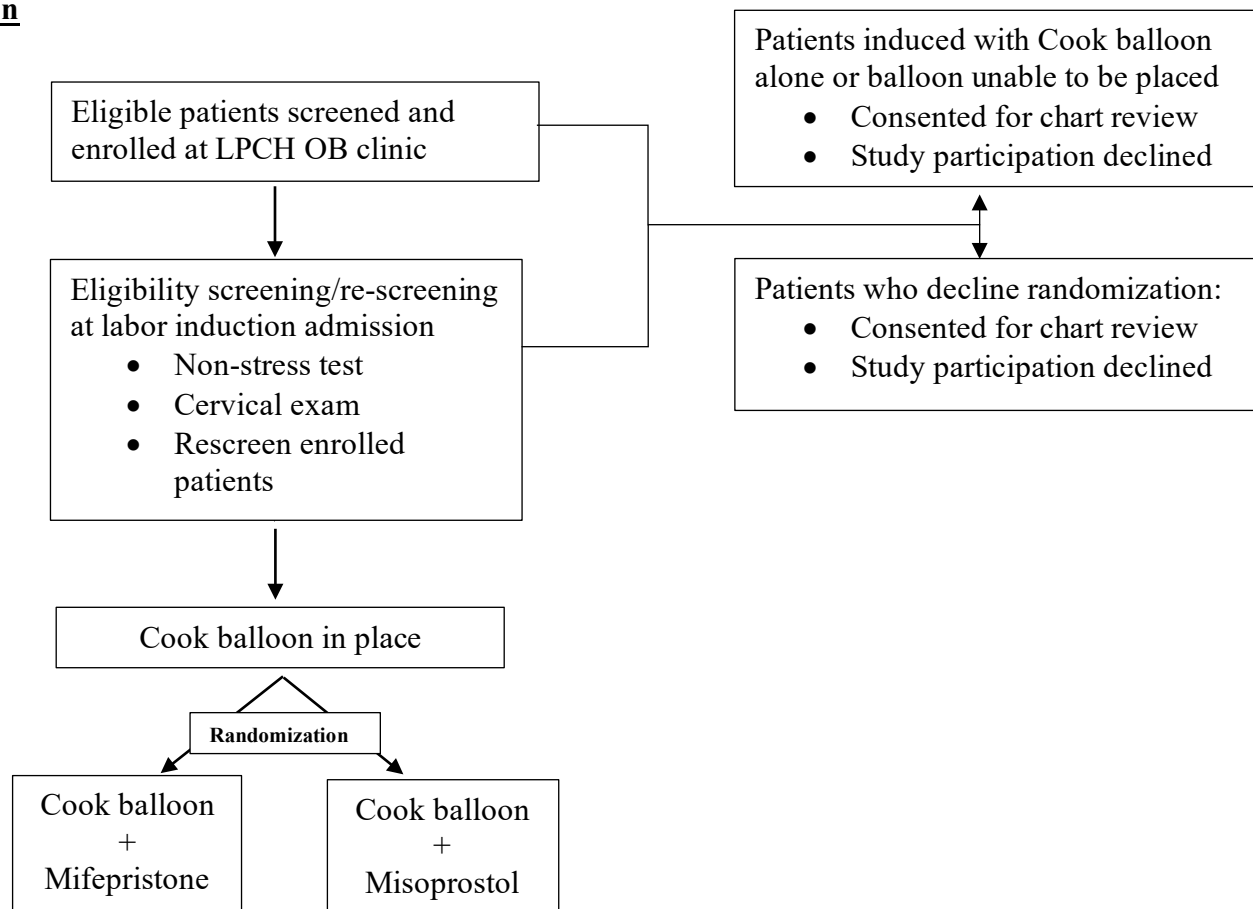 n
Eligible patients screened and
enrolled at LPCH OB clinic
Eligibility screening/re-screening
at labor induction admission
• Non-stress test
• Cervical exam
• Rescreen enrolled
patients
Cook balloon in place
Randomization
Cook balloon
+
Mifepristone
Cook balloon
+
Misoprostol
Patients induced with Cook balloon
alone or balloon unable to be placed
• Consented for chart review
• Study participation declined
Patients who decline randomization:
• Consented for chart review
• Study participation declined